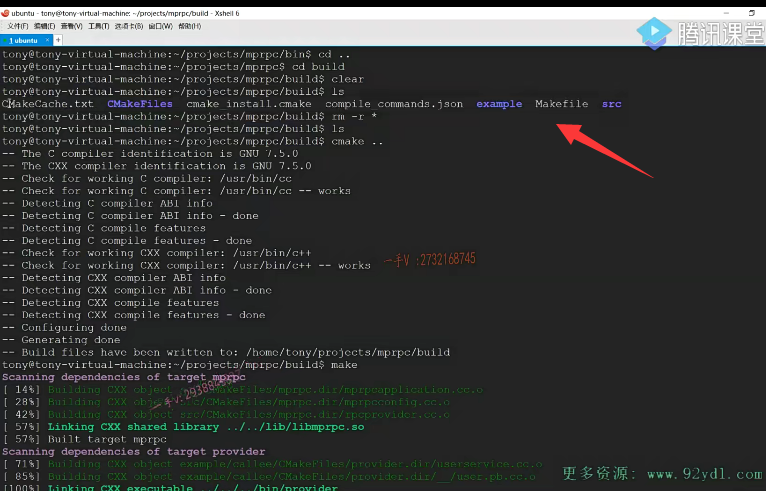 ubuntu - tony@tony-virtual-machine: ~/projects/mprpc/build - Xshell 6
文件(F) 编辑(E) 查看(V) 工具(T) 选项卡(B) 窗口(W) 帮助(H)
1 ubuntu × +
腾讯课堂
tony@tony-virtual-machine:~/projects/mprpc/bin$ cd ..
tony@tony-virtual-machine:~/projects/mprpc$ cd build
tony@tony-virtual-machine:~/projects/mprpc/build$ clear
tony@tony-virtual-machine:~/projects/mprpc/build$ ls
CMakeCache.txt CMakeFiles cmake_install.cmake compile_commands.json example Makefile src
tony@tony-virtual-machine:~/projects/mprpc/build$ rm -r *
tony@tony-virtual-machine:~/projects/mprpc/build$ ls
tony@tony-virtual-machine:~/projects/mprpc/build$ cmake ..
-- The C compiler identification is GNU 7.5.0
-- The CXX compiler identification is GNU 7.5.0
-- Check for working C compiler: /usr/bin/cc
-- Check for working C compiler: /usr/bin/cc -- works
-- Detecting C compiler ABI info
-- Detecting C compiler ABI info - done
-- Detecting C compile features
-- Detecting C compile features - done
-- Check for working CXX compiler: /usr/bin/c++
-- Check for working CXX compiler: /usr/bin/c++ -- works
一手V :2732168745
-- Detecting CXX compiler ABI info
-- Detecting CXX compiler ABI info - done
-- Detecting CXX compile features
-- Detecting CXX compile features - done
-- Configuring done
-- Generating done
-- Build files have been written to: /home/tony/projects/mprpc/build
tony@tony-virtual-machine:~/projects/mprpc/build$ make
Scanning dependencies of target mprpc
[ 14%] Building CXX object src/CMakeFiles/mprpc.dir/mprpcapplication.cc.o
[ 28%] Building CXX object src/CMakeFiles/mprpc.dir/mprpcconfig.cc.o
[ 42%] Building CXX object src/CMakeFiles/mprpc.dir/rpcprovider.cc.o
[ 57%] Linking CXX shared library ../../lib/libmprpc.so
[ 57%] Built target mprpc
Scanning dependencies of target provider
[ 71%] Building CXX object example/callee/CMakeFiles/provider.dir/userservice.cc.o
[ 85%] Building CXX object example/callee/CMakeFiles/provider.dir/__/user.pb.cc.o
更多资源: www.92ydl.com
[100%] Linking CXX executable ../../../bin/provider